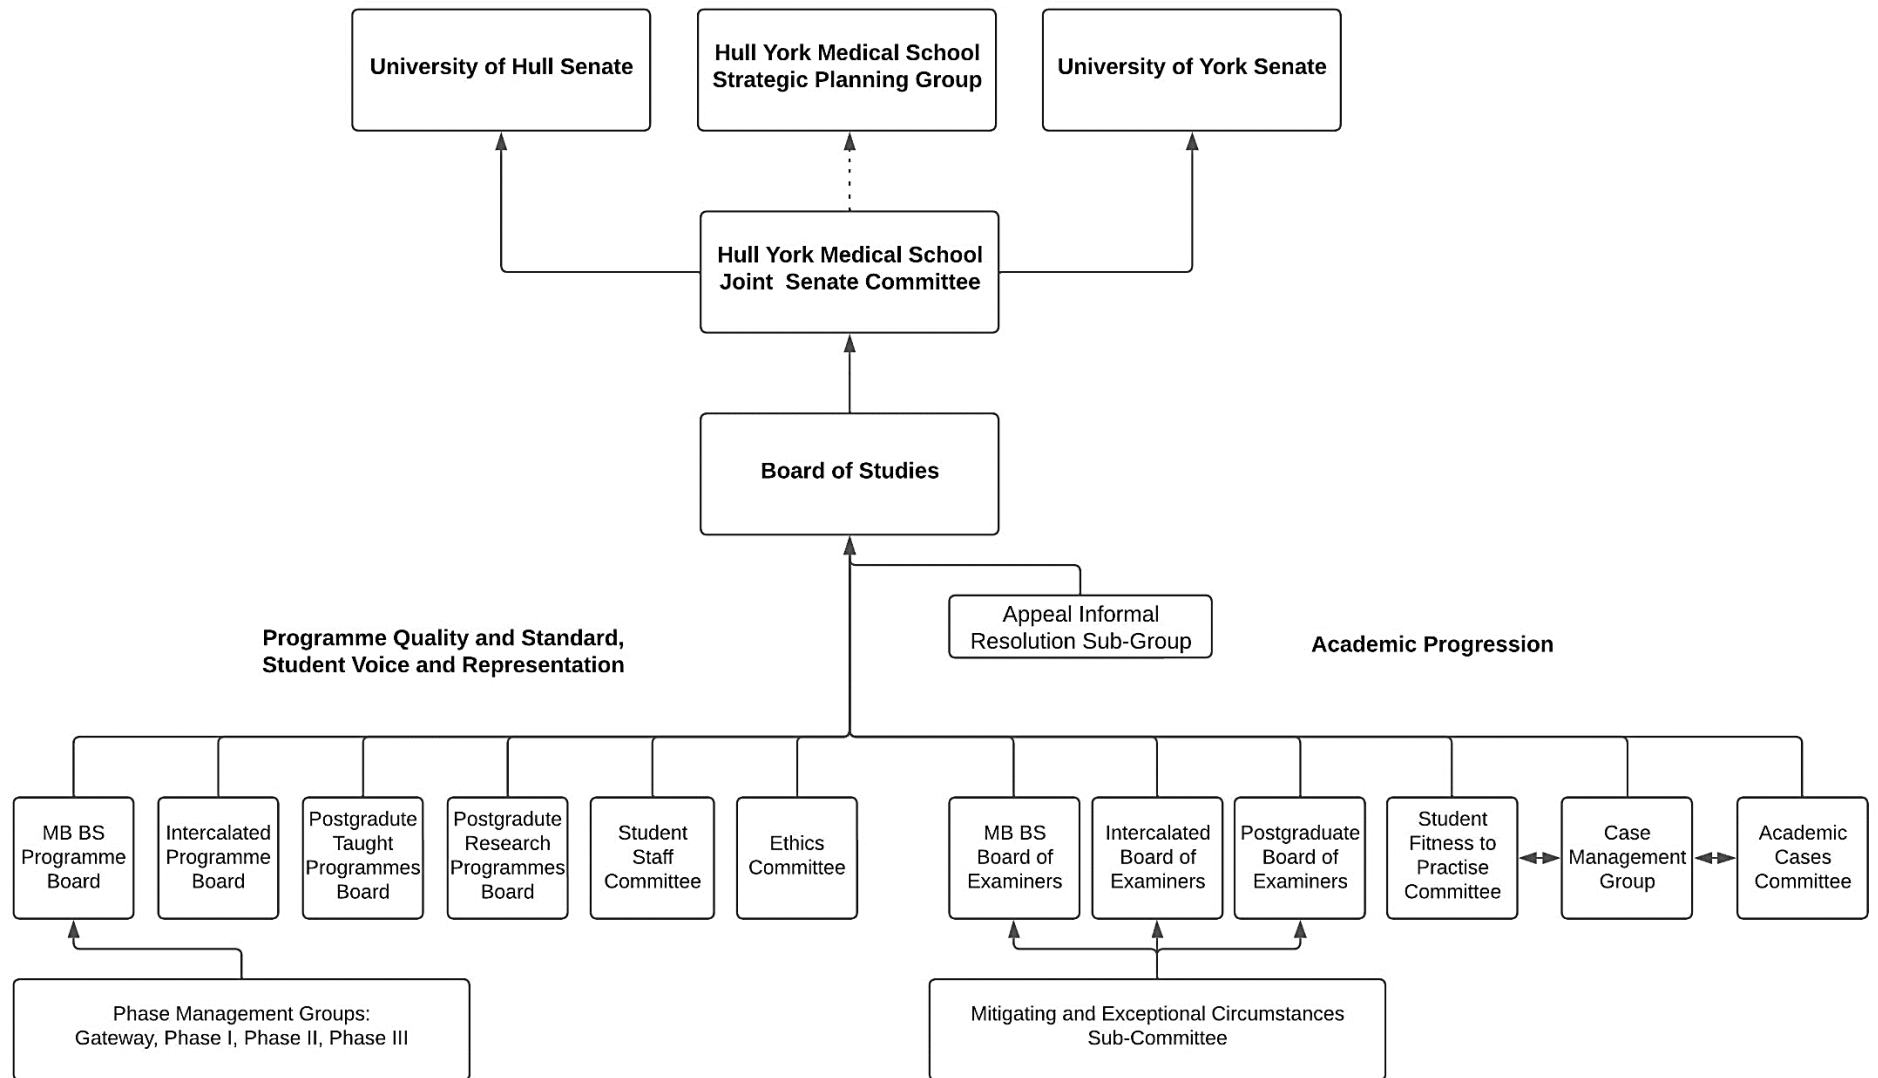 University of Hull Senate
Hull York Medical School
Strategic Planning Group
University of York Senate
Hull York Medical School
Joint Senate Committee
Board of Studies
Appeal Informal
Resolution Sub-Group
Programme Quality and Standard,
Student Voice and Representation
Academic Progression
MB BS
Programme
Board
Intercalated
Programme
Board
Postgradute
Taught
Programmes
Board
Postgradute
Research
Programmes
Board
Student
Staff
Committee
Ethics
Committee
MB BS
Board of
Examiners
Intercalated
Board of
Examiners
Postgraduate
Board of
Examiners
Student
Fitness to
Practise
Committee
Case
Management
Group
Academic
Cases
Committee
Phase Management Groups:
Gateway, Phase I, Phase II, Phase III
Mitigating and Exceptional Circumstances
Sub-Committee